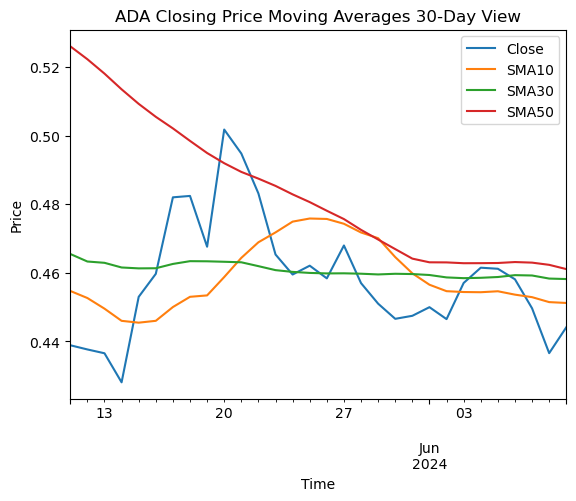 ADA Closing Price Moving Averages 30-Day View
Close
SMA10
SMA30
SMA50
0.52
0.50
0.48
0.46
0.44
Price
13
20
27
03
Jun
2024
Time